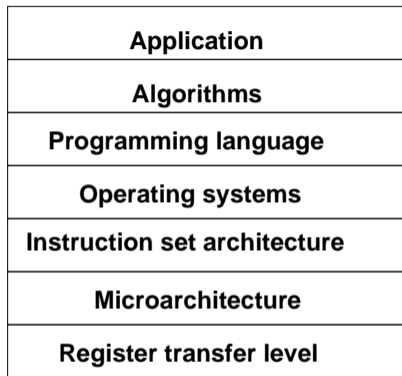 Application
Algorithms
Programming language
Operating systems
Instruction set architecture
Microarchitecture
Register transfer level